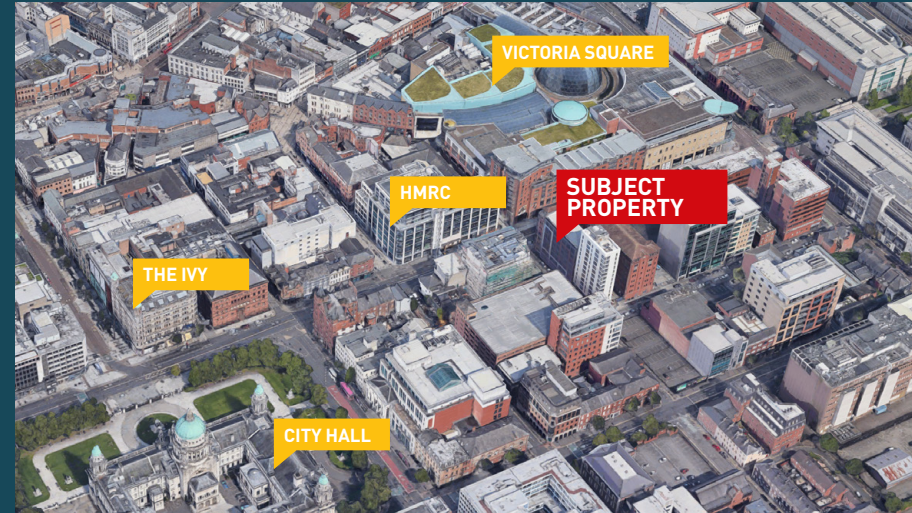 VICTORIA SQUARE
HMRC
SUBJECT
PROPERTY
THE IVY
CITY HALL